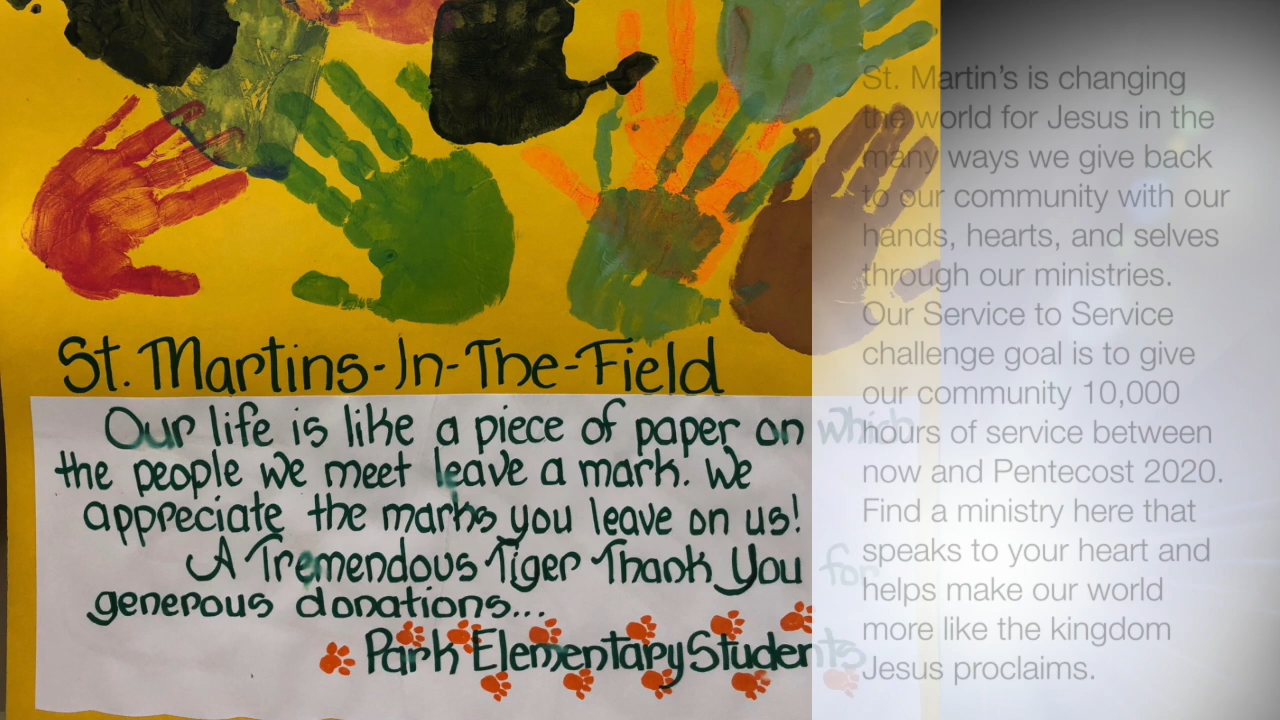 St. Martins-In-The-Field
Our life is like a piece of paper on which
the people we meet leave a mark. We
appreciate the marks you leave on us!
A Tremendous Tiger Thank You for
generous donations...
Park Elementary Students
St. Martin’s is changing
the world for Jesus in the
many ways we give back
to our community with our
hands, hearts, and selves
through our ministries.
Our Service to Service
challenge goal is to give
our community 10,000
hours of service between
now and Pentecost 2020.
Find a ministry here that
speaks to your heart and
helps make our world
more like the kingdom
Jesus proclaims.